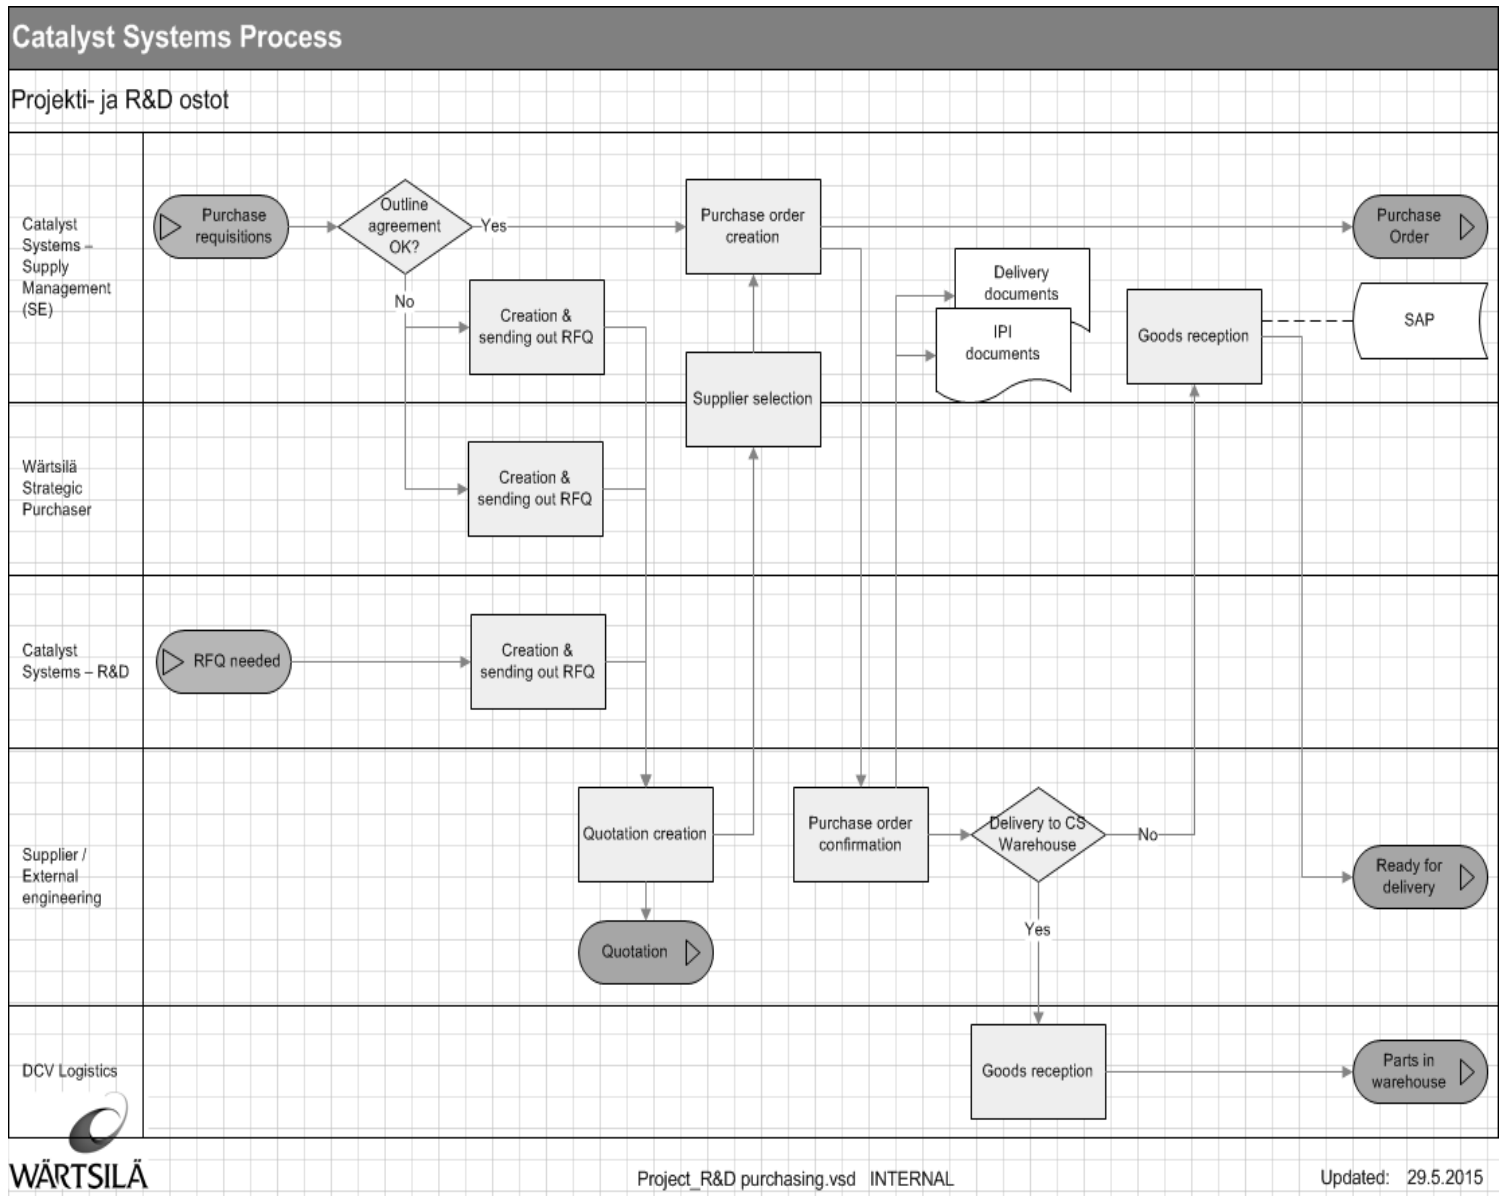 Catalyst Systems Process
Projekti- ja R&D ostot
Catalyst
Systems –
Supply
Management
(SE)
Purchase
requisitions
Outline
agreement
OK?
Yes
No
Creation &
sending out RFQ
Purchase order
creation
Supplier selection
Delivery
documents
IPI
documents
Goods reception
Purchase
Order
SAP
Wärtsilä
Strategic
Purchaser
Creation &
sending out RFQ
Catalyst
Systems – R&D
RFQ needed
Creation &
sending out RFQ
Supplier /
External
engineering
Quotation creation
Quotation
Purchase order
confirmation
Delivery to CS
Warehouse
No
Yes
Ready for
delivery
DCV Logistics
Goods reception
Parts in
warehouse
WÄRTSILÄ
Project_R&D purchasing.vsd INTERNAL
Updated: 29.5.2015